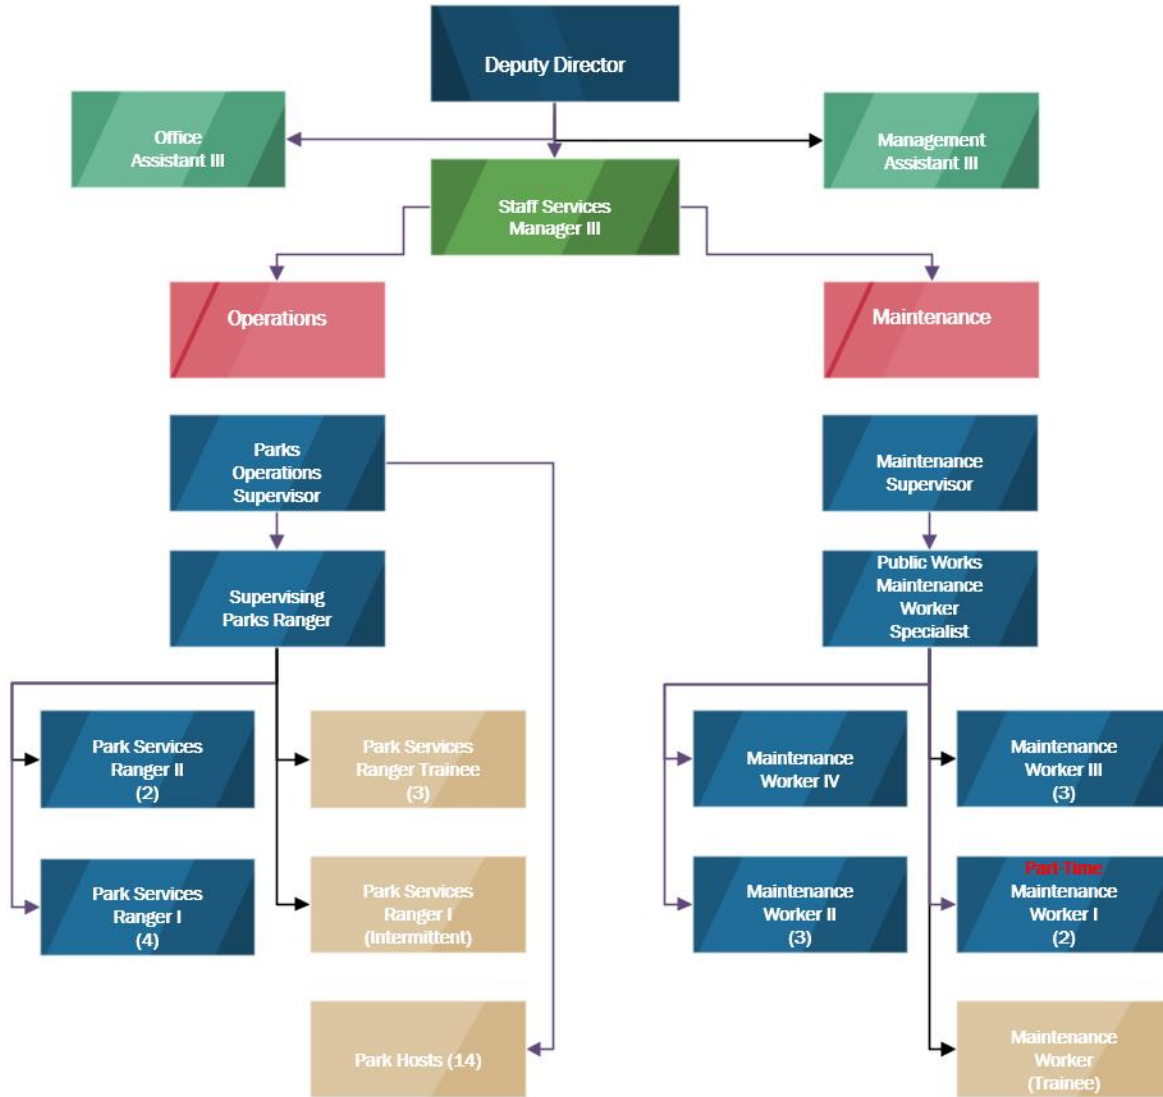 Deputy Director
Office
Assistant III
Management
Assistant III
Staff Services
Manager III
Operations
Maintenance
Parks
Operations
Supervisor
Maintenance
Supervisor
Supervising
Parks Ranger
Public Works
Maintenance
Worker
Specialist
Park Services
Ranger II
(2)
Park Services
Ranger Trainee
(3)
Maintenance
Worker IV
Maintenance
Worker III
(3)
Park Services
Ranger I
(4)
Park Services
Ranger I
(Intermittent)
Maintenance
Worker II
(3)
Part-Time
Maintenance
Worker I
(2)
Park Hosts (14)
Maintenance
Worker
(Trainee)